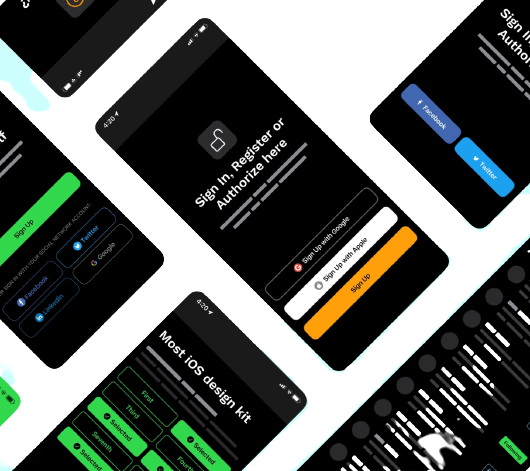 4:20
Sign In, Register or
Authorize here
Sign Up with Google
Sign Up with Apple
Sign Up
Sign Up
OR SIGN IN WITH YOUR SOCIAL NETWORK ACCOUNT
Facebook
Twitter
LinkedIn
Google
Sign In,
Facebook
Twitter
4:20
Most iOS design kit
First
Third
Selected
Selected
Seventh
Selected
Fourth
Selected
Following